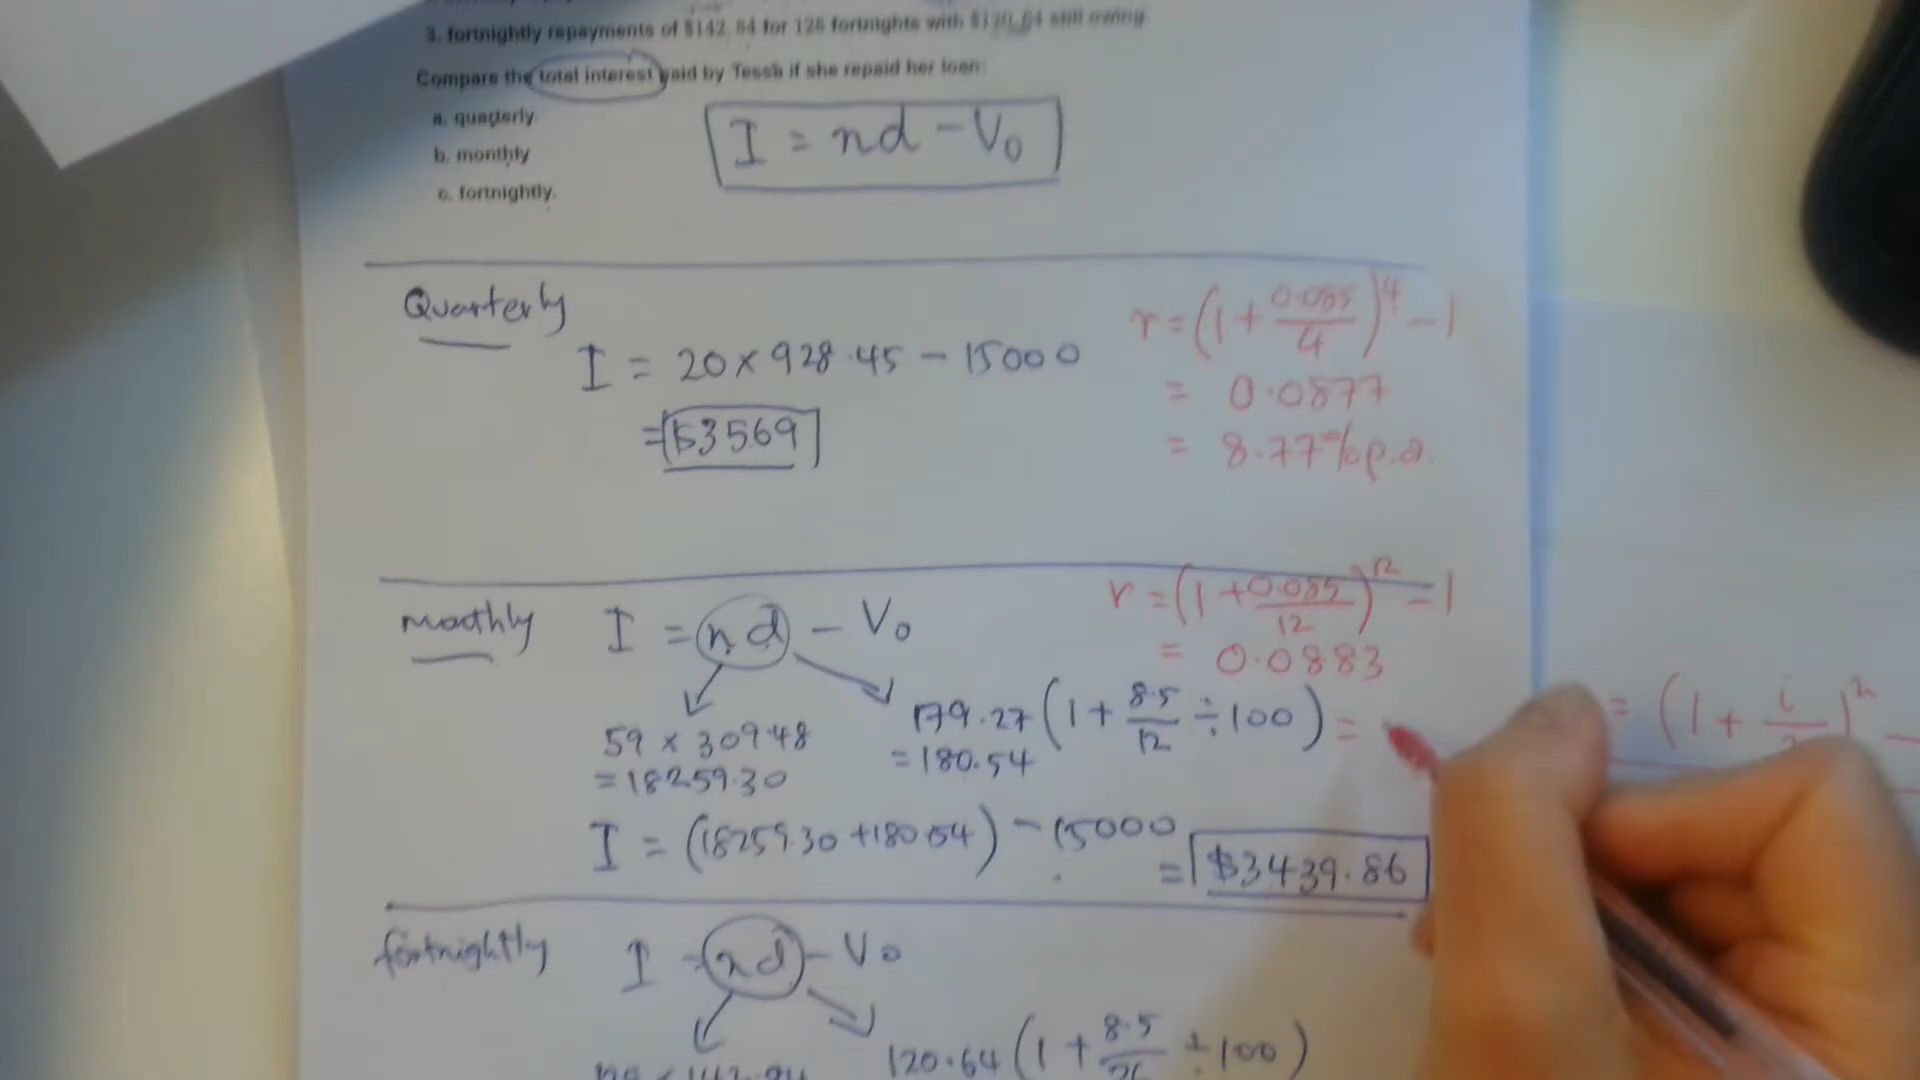 3. fortnightly repayments of $142.84 for 128 fortnights with $120.64 still owing.
Compare the total interest paid by Tessa if she repaid her loan:
a. quarterly
b. monthly
c. fortnightly.
I = nd - V₀
Quarterly
I = 20 × 928.45 - 15000
= $3569
r = (1 + 0.085/4)⁴ - 1
= 0.0877
= 8.77% p.a.
monthly I = nd - V₀
r = (1 + 0.085/12)¹² - 1
= 0.0883
59 × 309.48
= 18259.30
179.27 (1 + 8.5/12 ÷ 100) =
= 180.54
I = (18259.30 + 180.54) - 15000
= $3439.86
= (1 + i/
fortnightly I = nd - V₀
120.64 (1 + 8.5/26 ÷ 100)